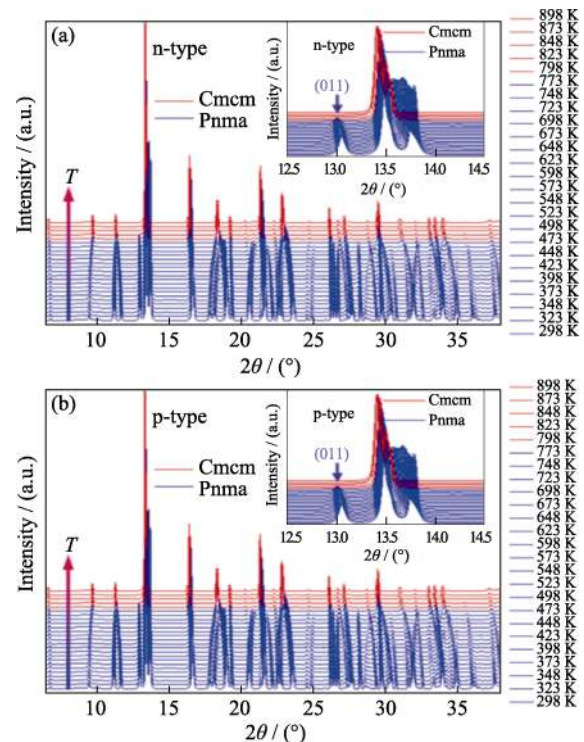 (a)
n-type
Cmcm
Pnma
T
Intensity / (a.u.)
10 15 20 25 30 35
2θ / (°)
n-type
Cmcm
Pnma
(011)
Intensity / (a.u.)
12.5 13.0 13.5 14.0 14.5
2θ / (°)
898 K
873 K
848 K
823 K
798 K
773 K
748 K
723 K
698 K
673 K
648 K
623 K
598 K
573 K
548 K
523 K
498 K
473 K
448 K
423 K
398 K
373 K
348 K
323 K
298 K
(b)
p-type
Cmcm
Pnma
T
Intensity / (a.u.)
10 15 20 25 30 35
2θ / (°)
p-type
Cmcm
Pnma
(011)
Intensity / (a.u.)
12.5 13.0 13.5 14.0 14.5
2θ / (°)
898 K
873 K
848 K
823 K
798 K
773 K
748 K
723 K
698 K
673 K
648 K
623 K
598 K
573 K
548 K
523 K
498 K
473 K
448 K
423 K
398 K
373 K
348 K
323 K
298 K